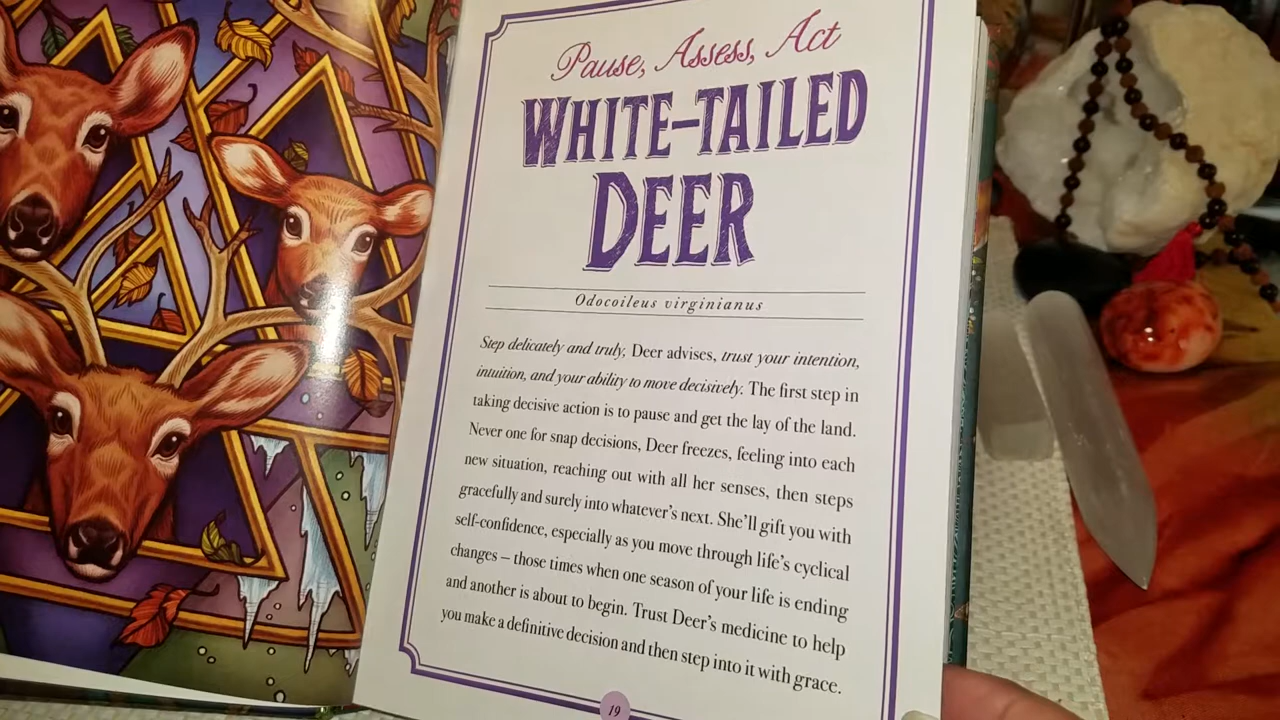 Pause, Assess, Act
WHITE-TAILED
DEER
Odocoileus virginianus
Step delicately and truly, Deer advises, trust your intention,
intuition, and your ability to move decisively. The first step in
taking decisive action is to pause and get the lay of the land.
Never one for snap decisions, Deer freezes, feeling into each
new situation, reaching out with all her senses, then steps
gracefully and surely into whatever's next. She'll gift you with
self-confidence, especially as you move through life's cyclical
changes – those times when one season of your life is ending
and another is about to begin. Trust Deer's medicine to help
you make a definitive decision and then step into it with grace.
19